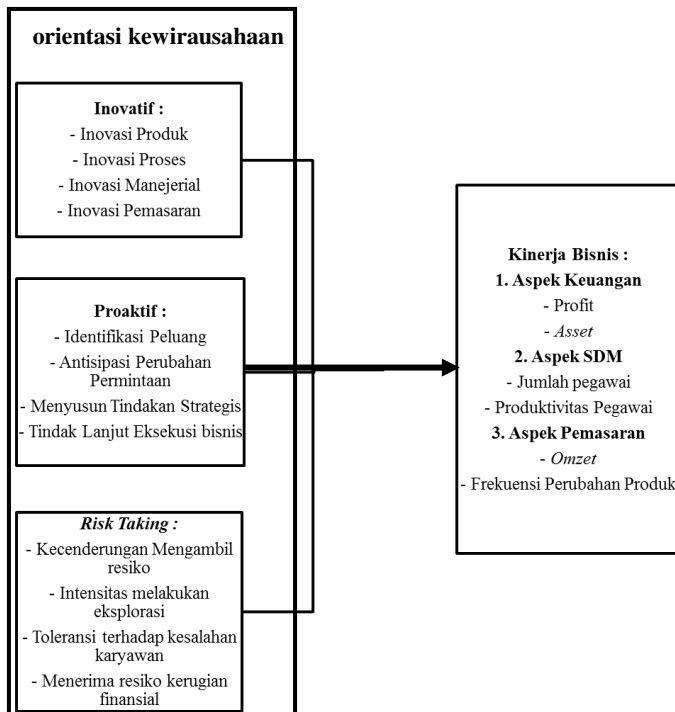 orientasi kewirausahaan
Inovatif :
- Inovasi Produk
- Inovasi Proses
- Inovasi Manejerial
- Inovasi Pemasaran
Proaktif :
- Identifikasi Peluang
- Antisipasi Perubahan
Permintaan
- Menyusun Tindakan Strategis
- Tindak Lanjut Eksekusi bisnis
Risk Taking :
- Kecenderungan Mengambil
resiko
- Intensitas melakukan
eksplorasi
- Toleransi terhadap kesalahan
karyawan
- Menerima resiko kerugian
finansial
Kinerja Bisnis :
1. Aspek Keuangan
- Profit
- Asset
2. Aspek SDM
- Jumlah pegawai
- Produktivitas Pegawai
3. Aspek Pemasaran
- Omzet
- Frekuensi Perubahan Produk